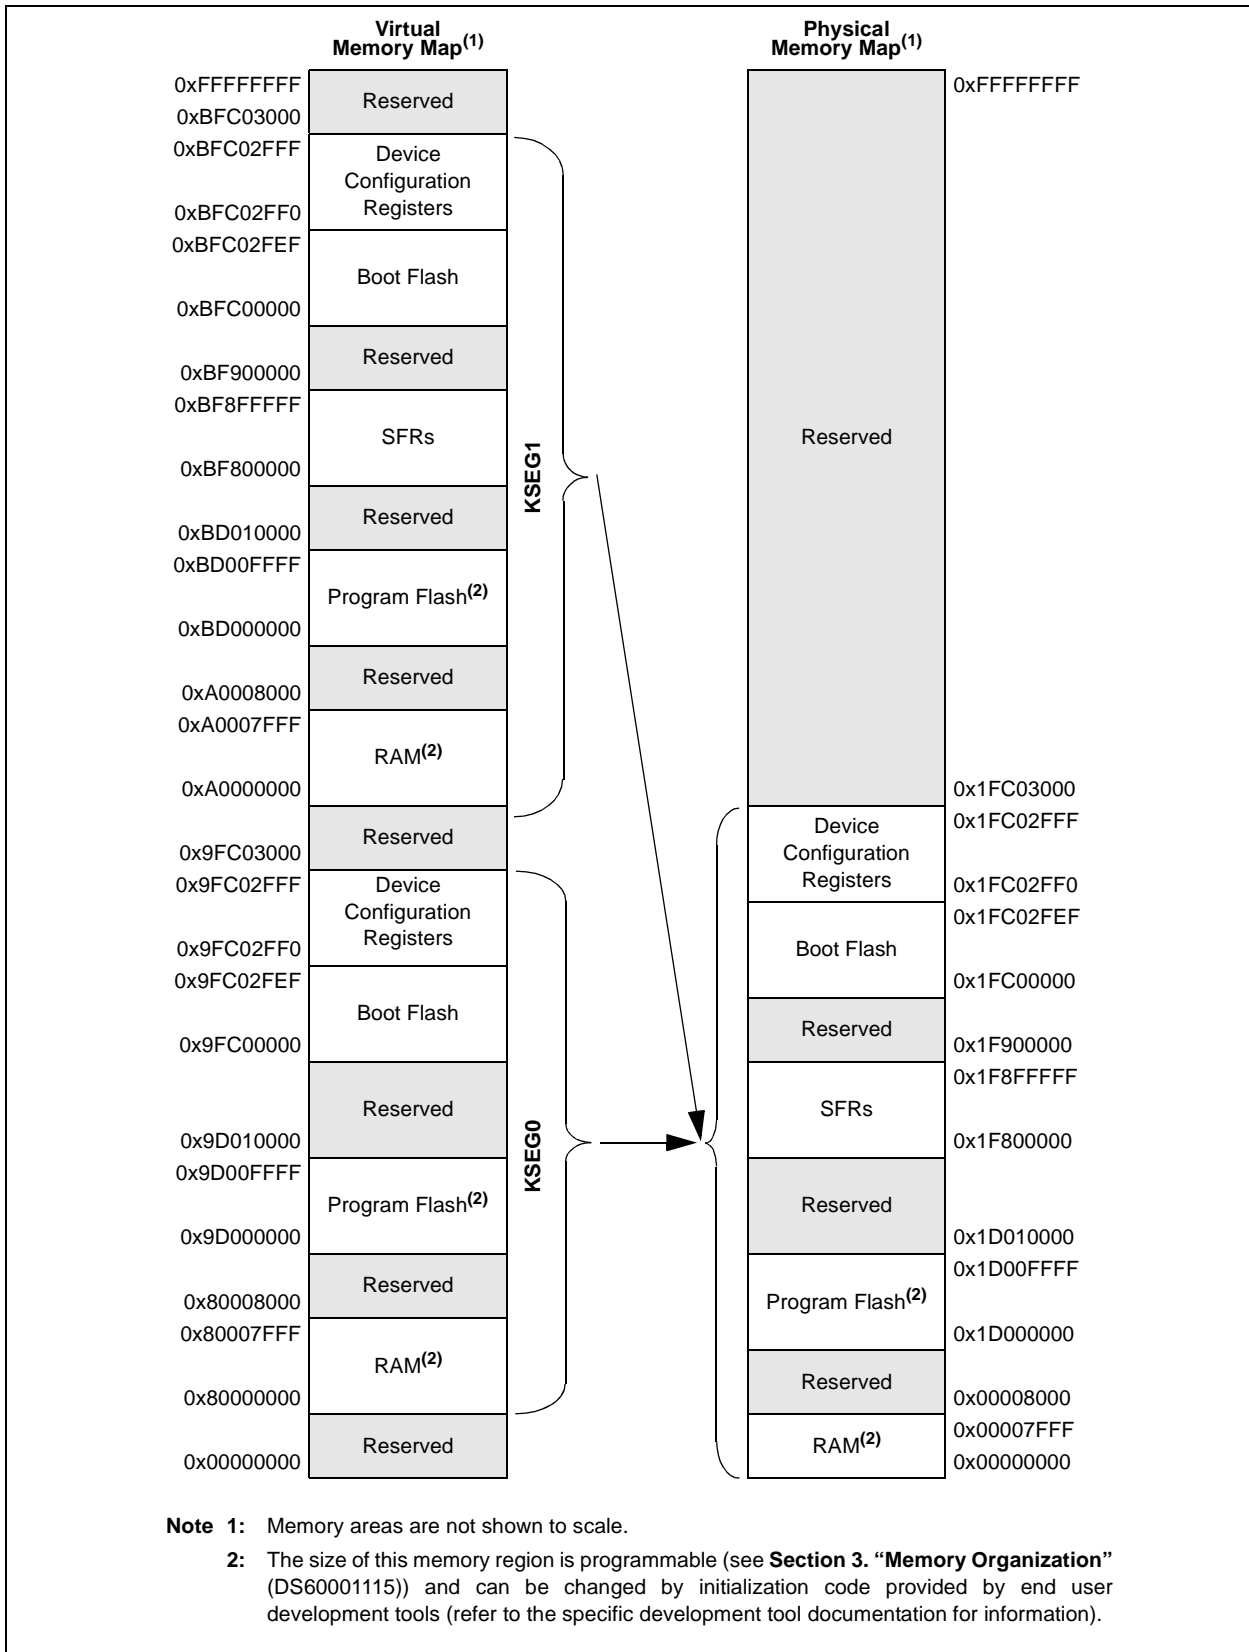 Virtual
Memory Map(1)
0xFFFFFFFF
Reserved
0xBFC03000
0xBFC02FFF
Device
Configuration
Registers
0xBFC02FF0
0xBFC02FEF
Boot Flash
0xBFC00000
Reserved
0xBF900000
0xBF8FFFFF
SFRs
0xBF800000
Reserved
0xBD010000
0xBD00FFFF
Program Flash(2)
0xBD000000
Reserved
0xA0008000
0xA0007FFF
RAM(2)
0xA0000000
Reserved
0x9FC03000
0x9FC02FFF
Device
Configuration
Registers
0x9FC02FF0
0x9FC02FEF
Boot Flash
0x9FC00000
Reserved
0x9D010000
0x9D00FFFF
Program Flash(2)
0x9D000000
Reserved
0x80008000
0x80007FFF
RAM(2)
0x80000000
Reserved
0x00000000
KSEG1
KSEG0
Physical
Memory Map(1)
0xFFFFFFFF
Reserved
0x1FC03000
0x1FC02FFF
Device
Configuration
Registers
0x1FC02FF0
0x1FC02FEF
Boot Flash
0x1FC00000
Reserved
0x1F900000
0x1F8FFFFF
SFRs
0x1F800000
Reserved
0x1D010000
0x1D00FFFF
Program Flash(2)
0x1D000000
Reserved
0x00008000
0x00007FFF
RAM(2)
0x00000000
Note 1: Memory areas are not shown to scale.
2: The size of this memory region is programmable (see Section 3. “Memory Organization”
(DS60001115)) and can be changed by initialization code provided by end user
development tools (refer to the specific development tool documentation for information).